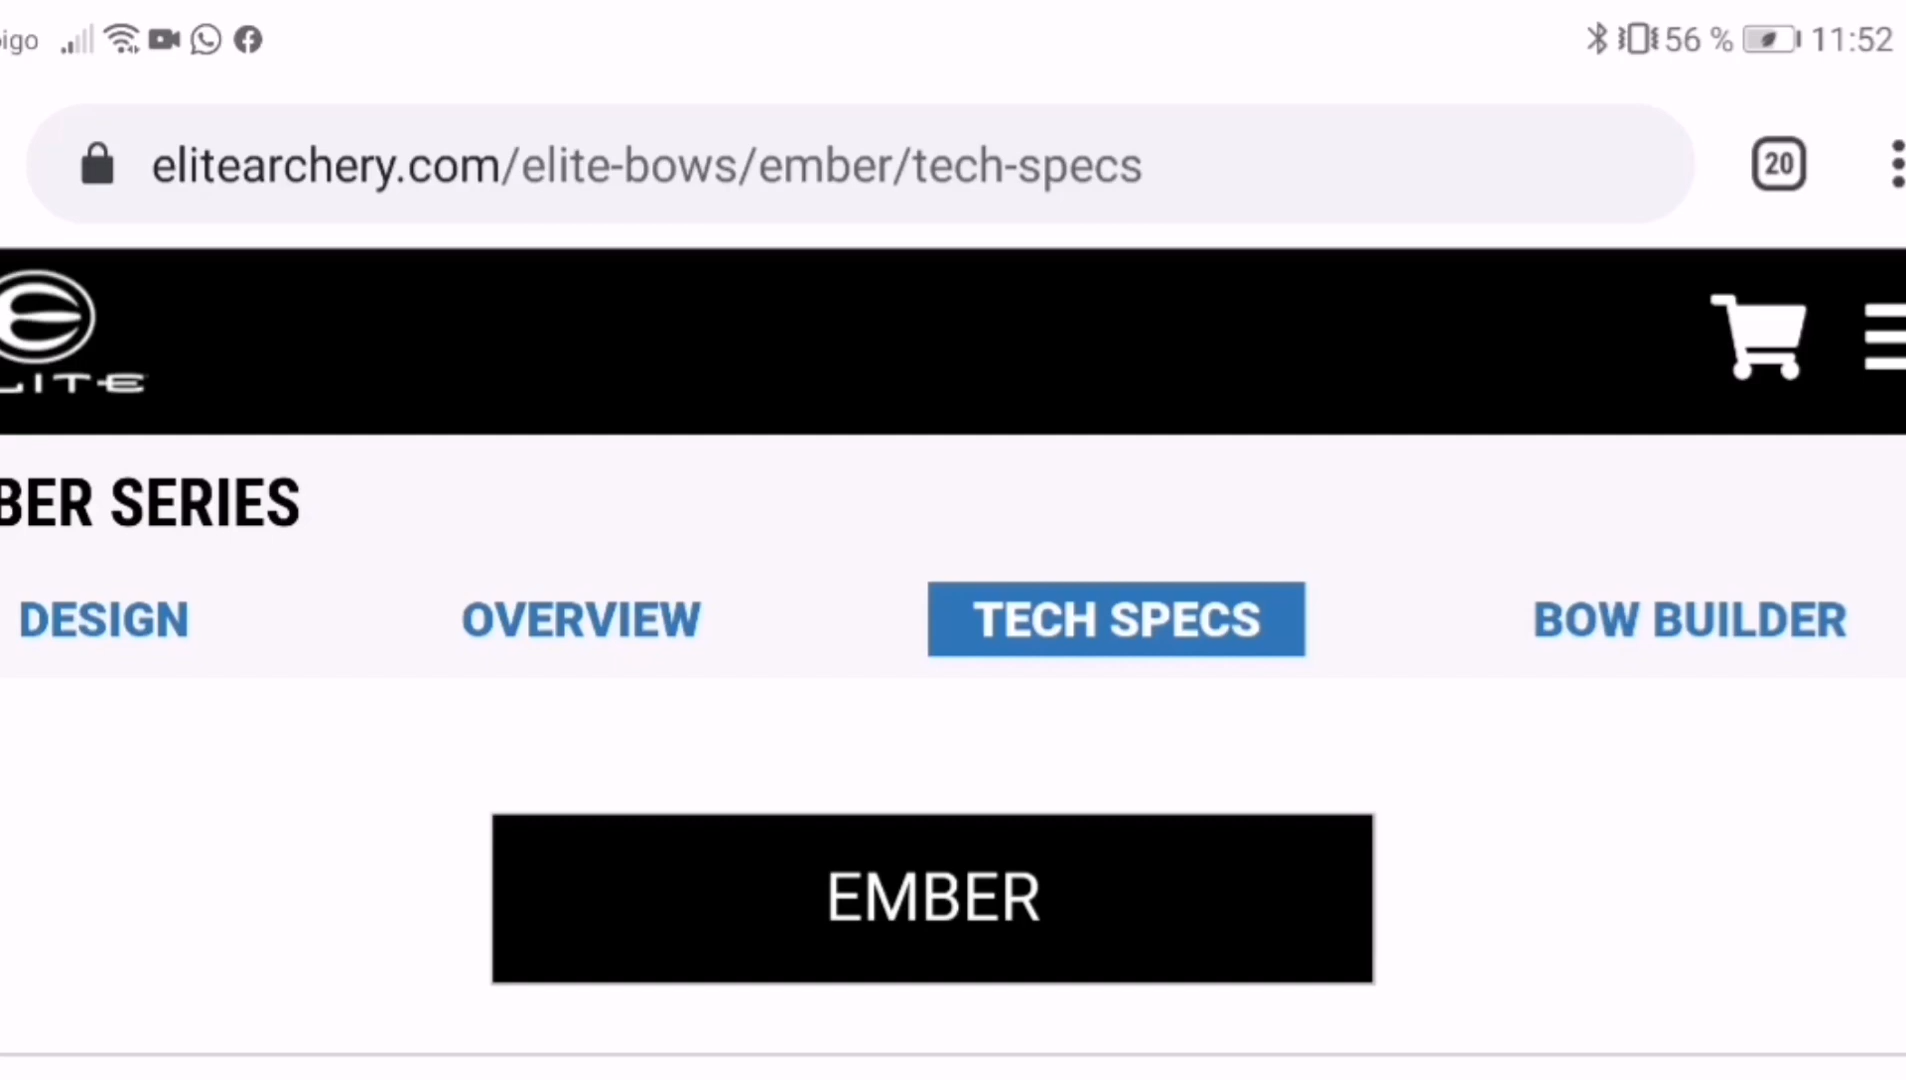 igo 56 % 11:52
elitearchery.com/elite-bows/ember/tech-specs 20
LITE
BER SERIES
DESIGN OVERVIEW TECH SPECS BOW BUILDER
EMBER